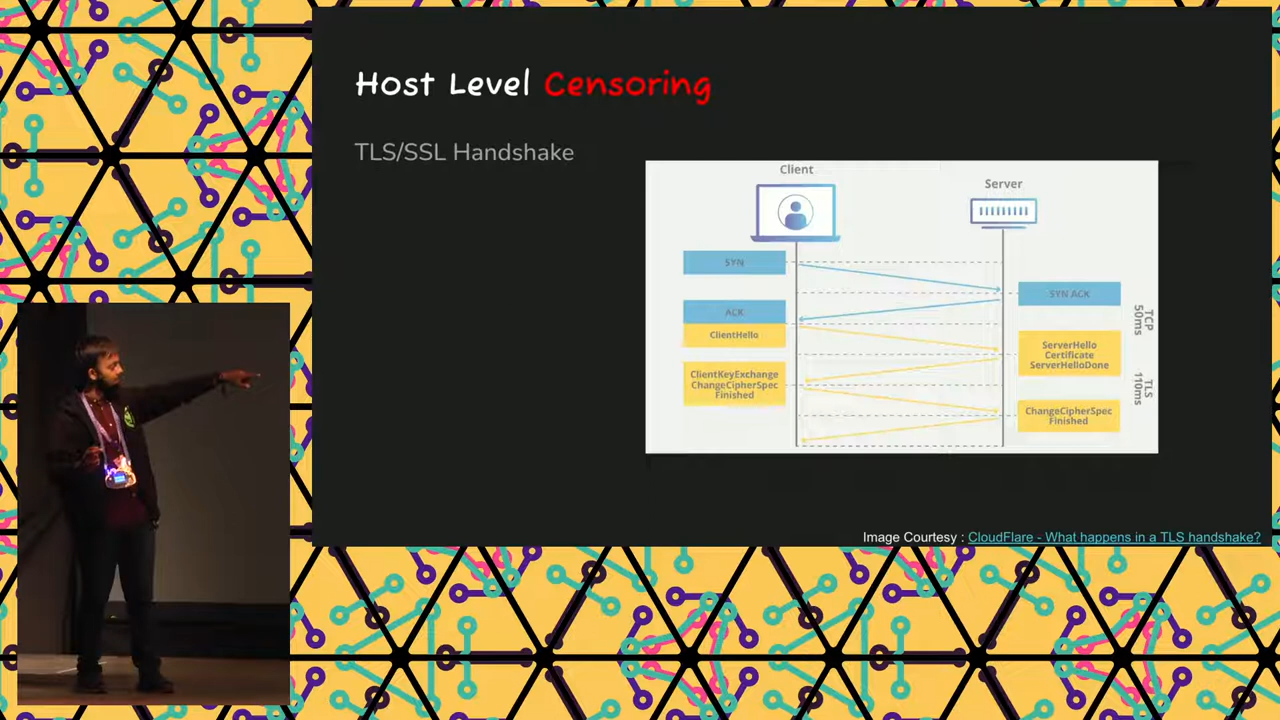 Host Level Censoring
TLS/SSL Handshake
Client
Server
SYN
SYN ACK
ACK
ClientHello
ServerHello
Certificate
ServerHelloDone
ClientKeyExchange
ChangeCipherSpec
Finished
ChangeCipherSpec
Finished
TCP
50ms
TLS
110ms
Image Courtesy : CloudFlare - What happens in a TLS handshake?